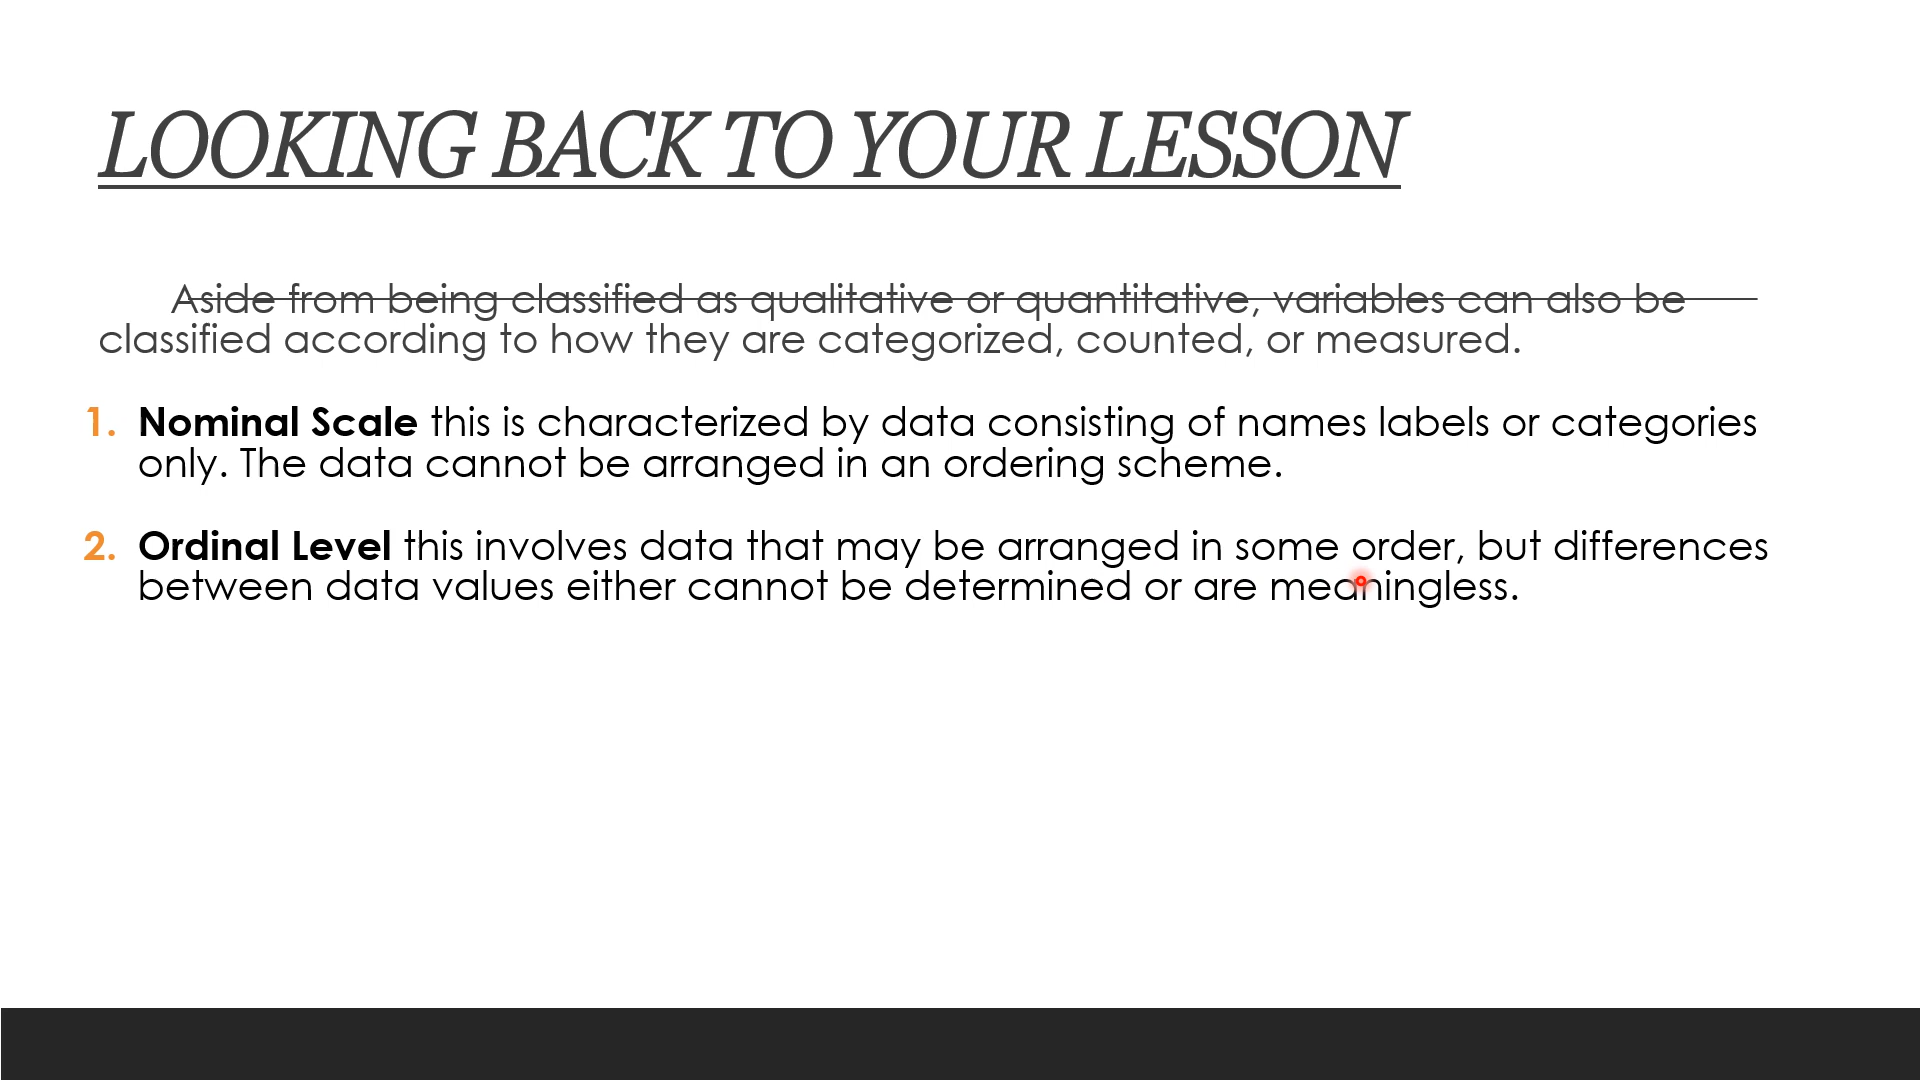 LOOKING BACK TO YOUR LESSON
Aside from being classified as qualitative or quantitative, variables can also be
classified according to how they are categorized, counted, or measured.
1. Nominal Scale this is characterized by data consisting of names labels or categories
only. The data cannot be arranged in an ordering scheme.
2. Ordinal Level this involves data that may be arranged in some order, but differences
between data values either cannot be determined or are meaningless.